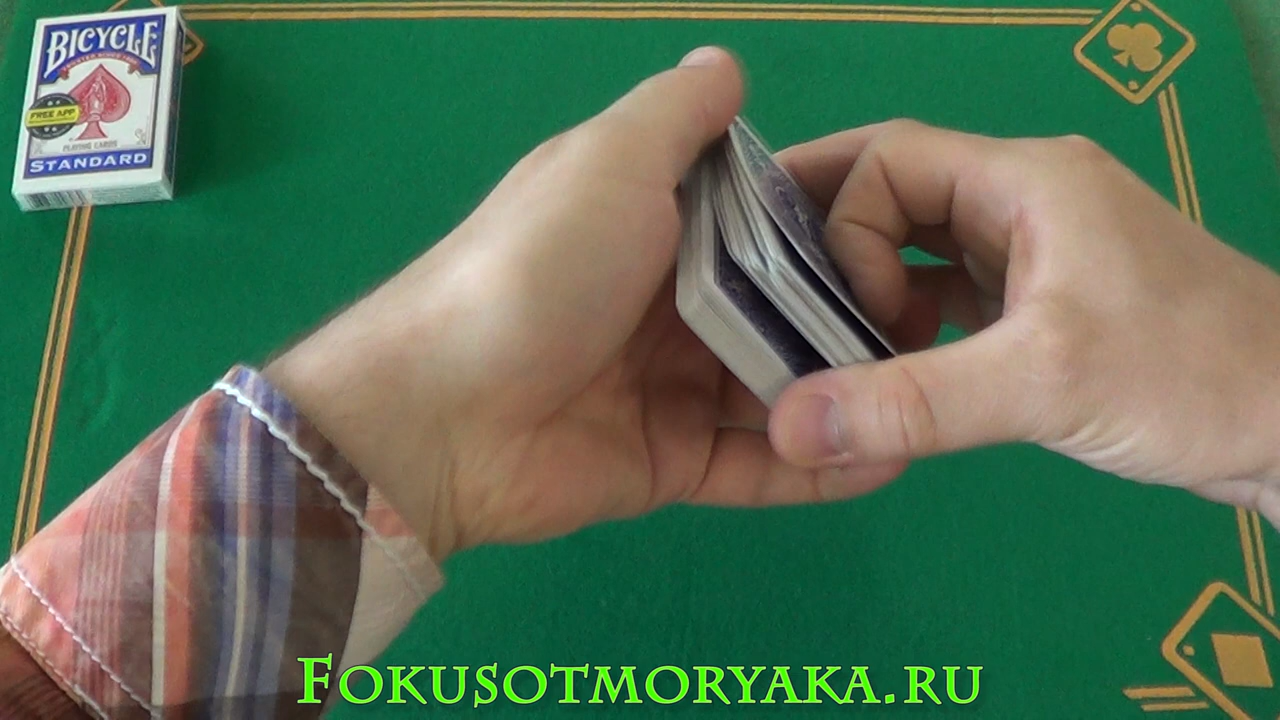 BICYCLE
FREE APP
PLAYING CARDS
STANDARD
FOKUSOTMORYAKA.RU